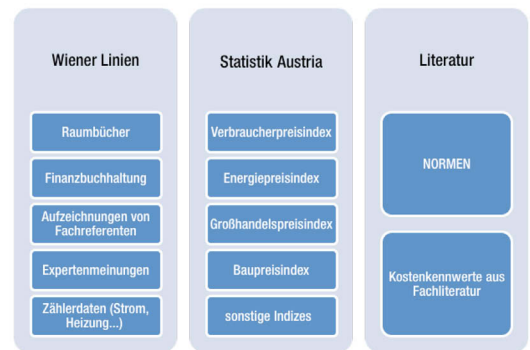 Wiener Linien
Raumbücher
Finanzbuchhaltung
Aufzeichnungen von
Fachreferenten
Expertenmeinungen
Zählerdaten (Strom,
Heizung...)
Statistik Austria
Verbraucherpreisindex
Energiepreisindex
Großhandelspreisindex
Baupreisindex
sonstige Indizes
Literatur
NORMEN
Kostenkennwerte aus
Fachliteratur